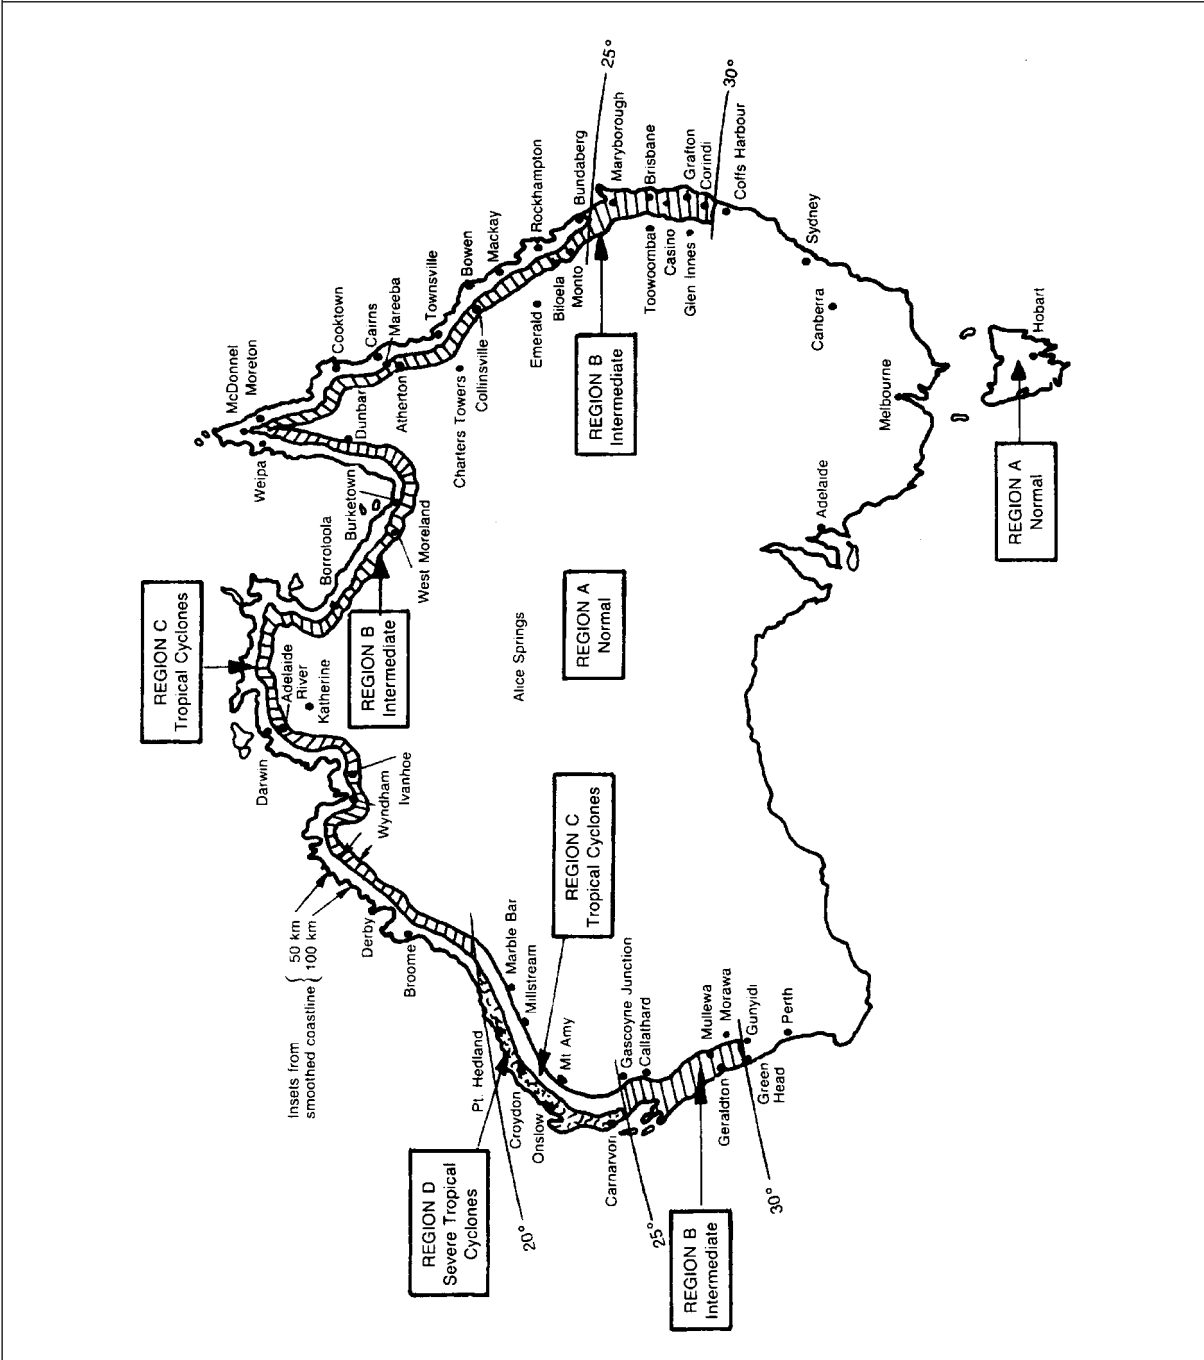 25°
30°
Maryborough
Brisbane
Grafton
Corindi
Coffs Harbour
Bundaberg
Rockhampton
Mackay
Bowen
Townsville
Mareeba
Cairns
Cooktown
McDonnet
Moreton
Weipa
Dunbar
Atherton
Charters Towers
Collinsville
Emerald
Biloela
Monto
Toowoomba
Casino
Glen Innes
Sydney
Canberra
Melbourne
Hobart
Adelaide
REGION B
Intermediate
REGION A
Normal
Burketown
Borroloola
West Moreland
REGION C
Tropical Cyclones
REGION B
Intermediate
Adelaide
River
Katherine
Darwin
Alice Springs
REGION A
Normal
Ivanhoe
Wyndham
REGION C
Tropical Cyclones
Insets from
smoothed coastline
50 km
100 km
Derby
Broome
Marble Bar
Millstream
Mt Amy
Gascoyne Junction
Callathard
Mullewa
Morawa
Gunyidi
Perth
Pt. Hedland
Croydon
Onslow
Carnarvon
Geraldton
Green
Head
REGION D
Severe Tropical
Cyclones
20°
25°
30°
REGION B
Intermediate